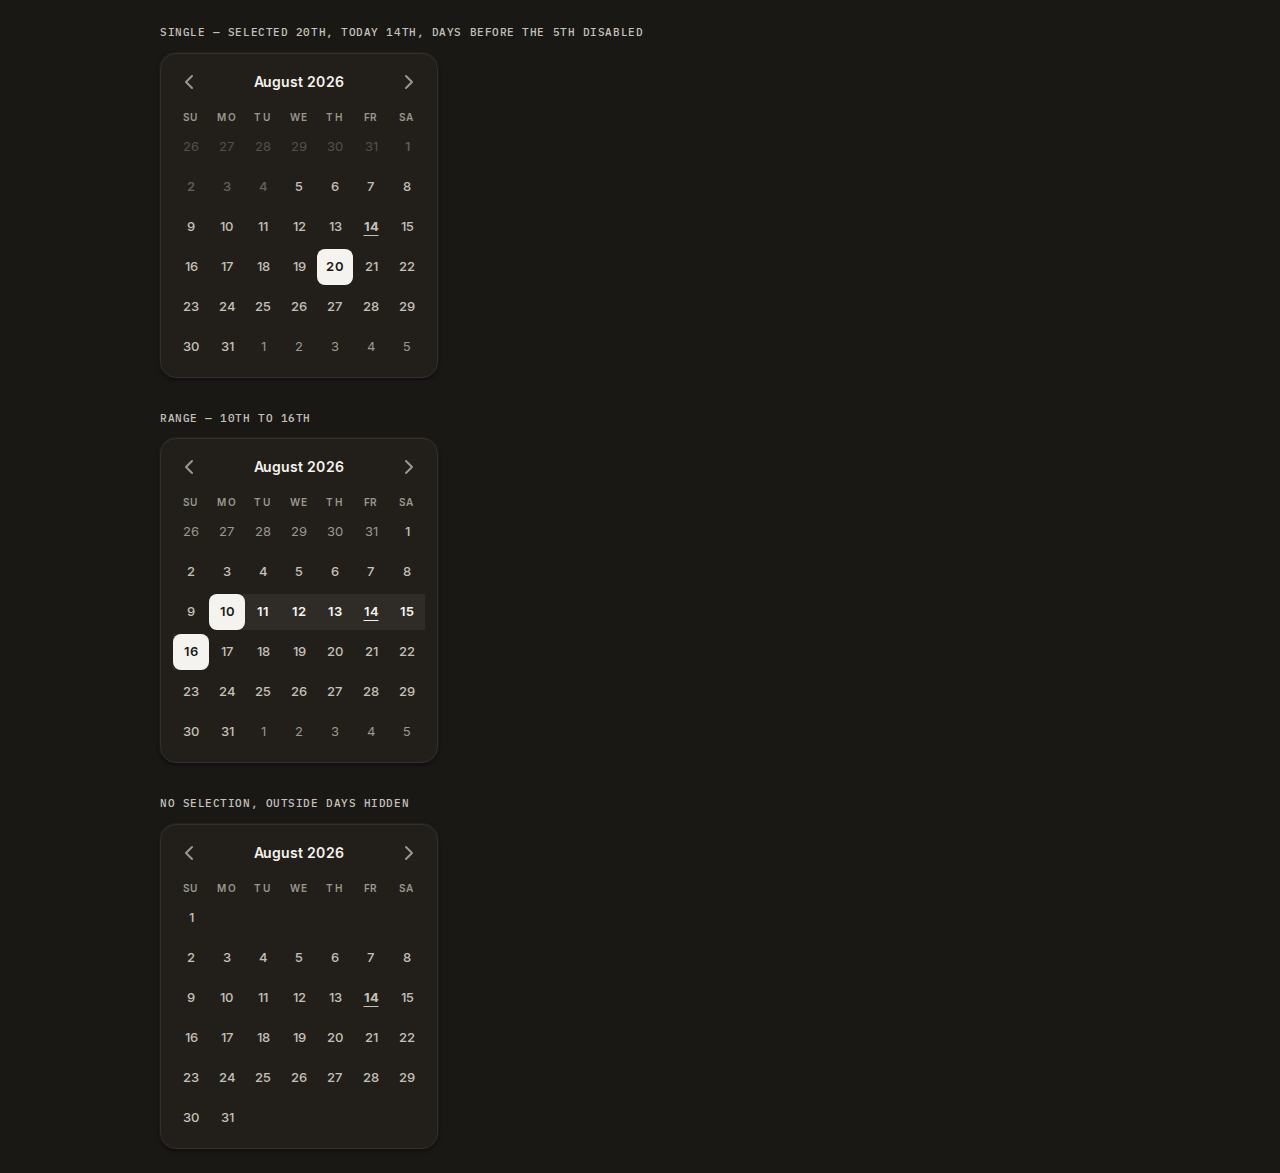 SINGLE — SELECTED 20TH, TODAY 14TH, DAYS BEFORE THE 5TH DISABLED
August 2026
SU MO TU WE TH FR SA
26 27 28 29 30 31 1
2 3 4 5 6 7 8
9 10 11 12 13 14 15
16 17 18 19 20 21 22
23 24 25 26 27 28 29
30 31 1 2 3 4 5
RANGE — 10TH TO 16TH
August 2026
SU MO TU WE TH FR SA
26 27 28 29 30 31 1
2 3 4 5 6 7 8
9 10 11 12 13 14 15
16 17 18 19 20 21 22
23 24 25 26 27 28 29
30 31 1 2 3 4 5
NO SELECTION, OUTSIDE DAYS HIDDEN
August 2026
SU MO TU WE TH FR SA
1
2 3 4 5 6 7 8
9 10 11 12 13 14 15
16 17 18 19 20 21 22
23 24 25 26 27 28 29
30 31